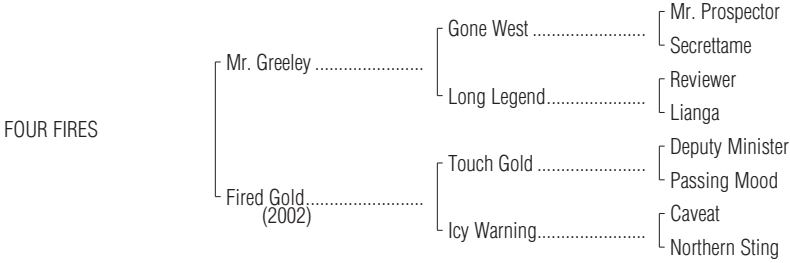 Mr. Prospector
Gone West ........................
Secrettame
Mr. Greeley .......................
Reviewer
Long Legend.....................
Lianga
FOUR FIRES
Deputy Minister
Touch Gold .......................
Passing Mood
Fired Gold.........................
(2002)
Caveat
Icy Warning.......................
Northern Sting